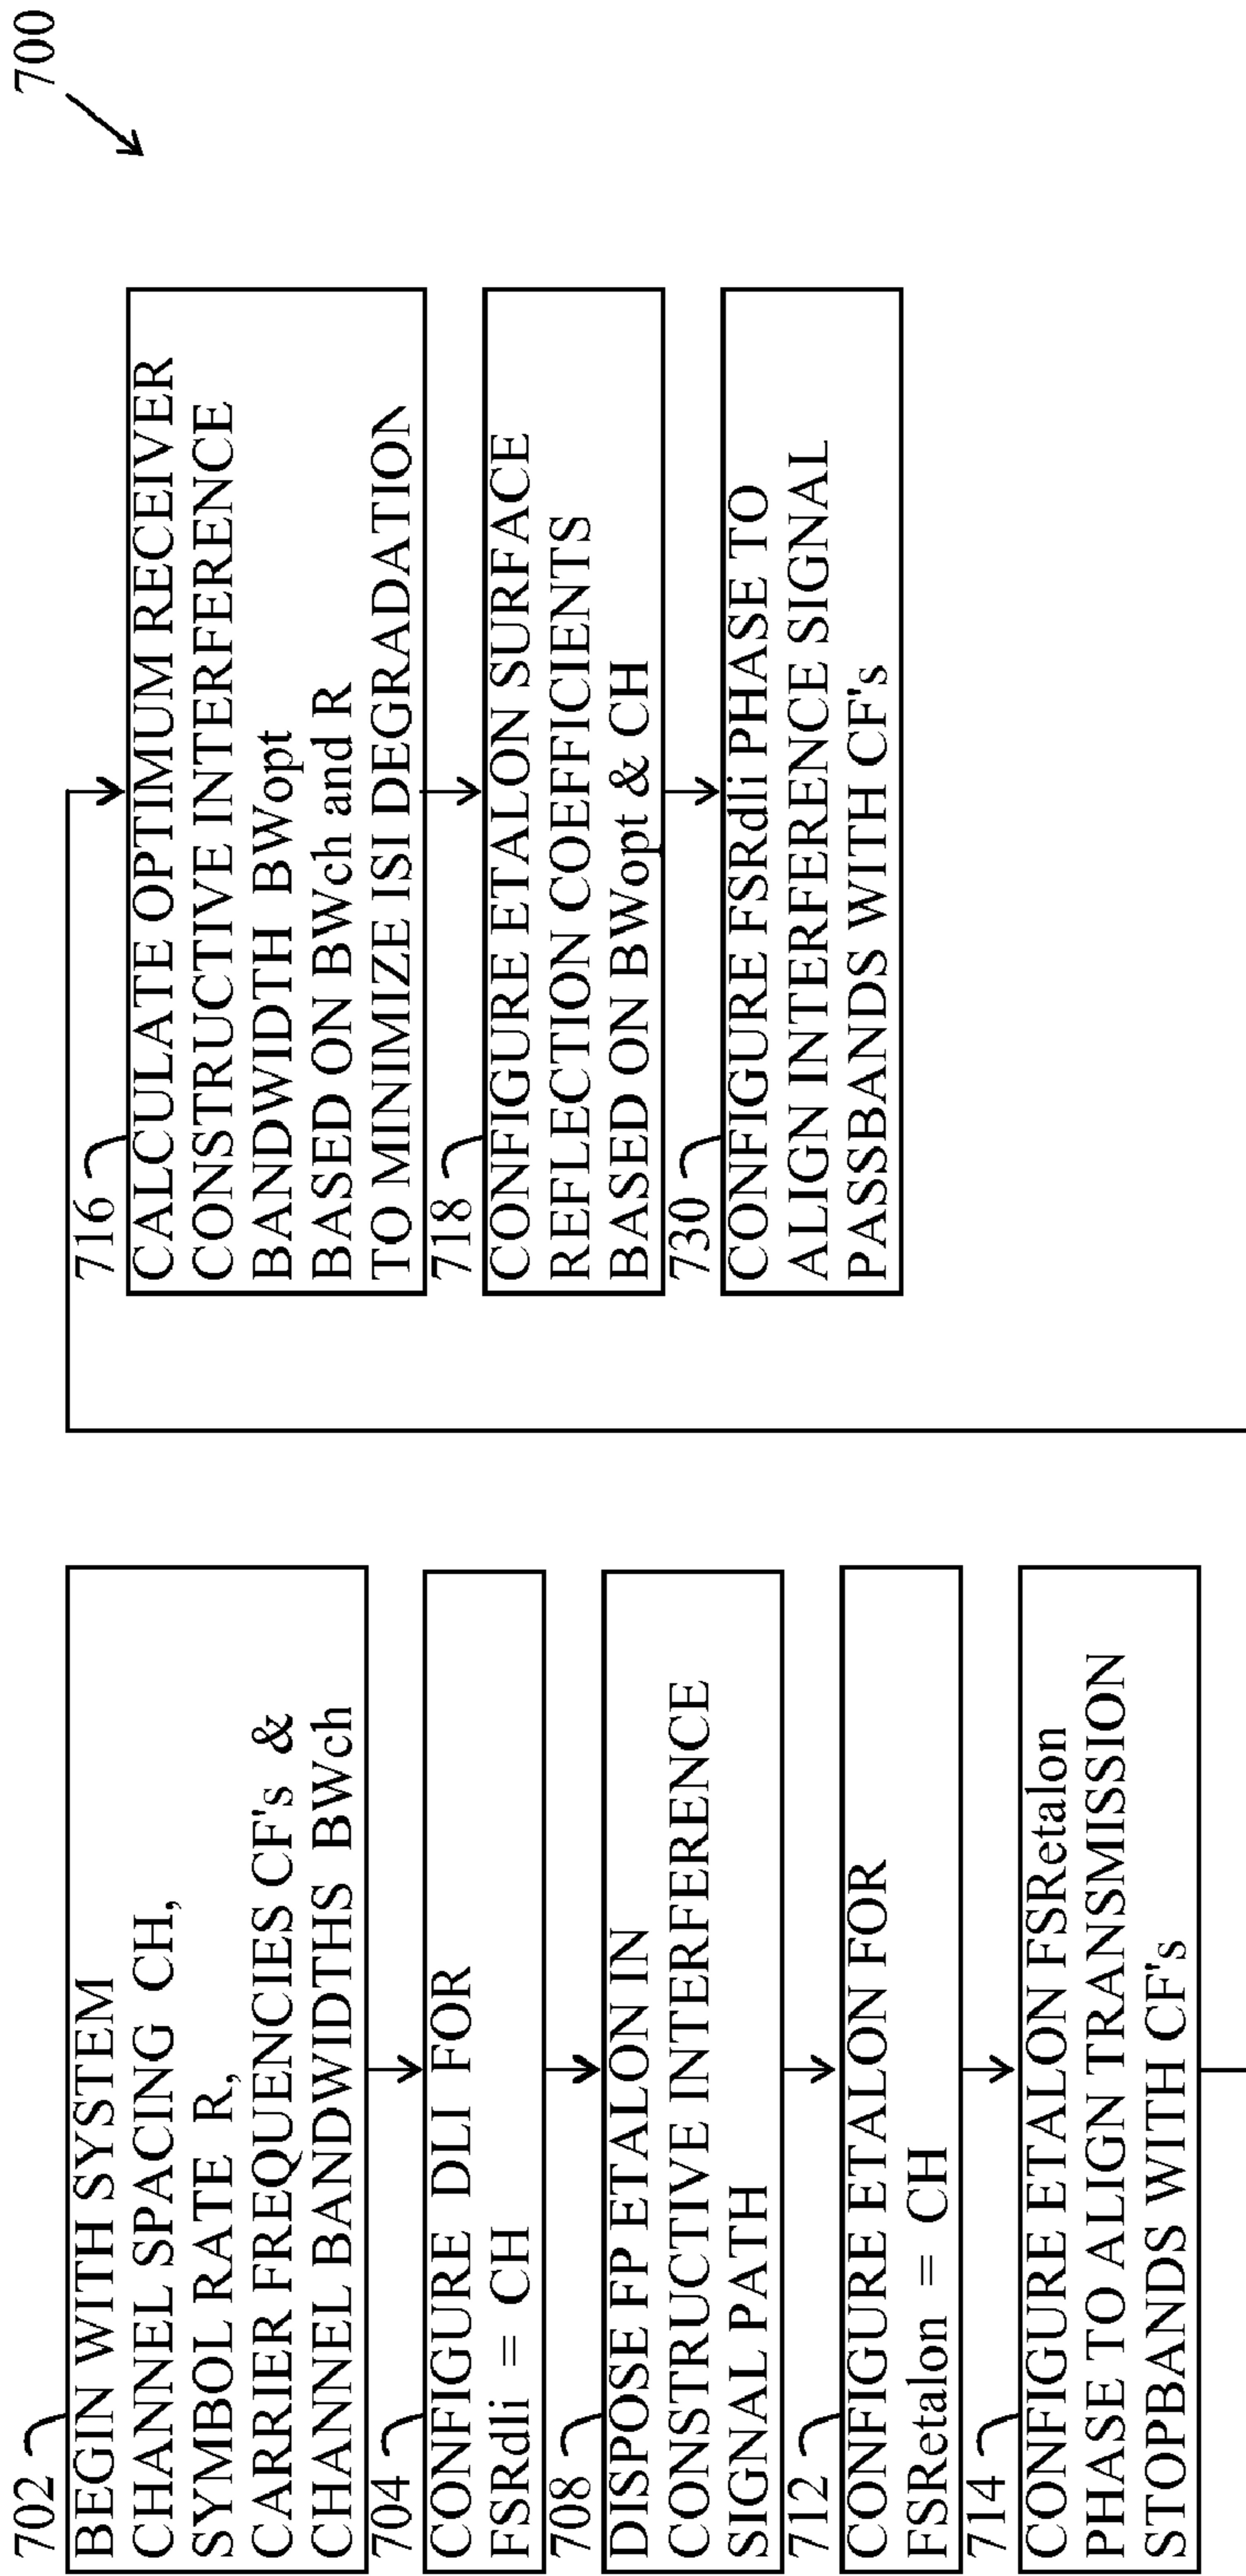 700
702
BEGIN WITH SYSTEM
CHANNEL SPACING CH,
SYMBOL RATE R,
CARRIER FREQUENCIES CF's &
CHANNEL BANDWIDTHS BWch
704
CONFIGURE DLI FOR
FSRdli = CH
708
DISPOSE FP ETALON IN
CONSTRUCTIVE INTERFERENCE
SIGNAL PATH
712
CONFIGURE ETALON FOR
FSRetalon = CH
714
CONFIGURE ETALON FSRetalon
PHASE TO ALIGN TRANSMISSION
STOPBANDS WITH CF's
716
CALCULATE OPTIMUM RECEIVER
CONSTRUCTIVE INTERFERENCE
BANDWIDTH BWopt
BASED ON BWch and R
TO MINIMIZE ISI DEGRADATION
718
CONFIGURE ETALON SURFACE
REFLECTION COEFFICIENTS
BASED ON BWopt & CH
730
CONFIGURE FSRdli PHASE TO
ALIGN INTERFERENCE SIGNAL
PASSBANDS WITH CF's